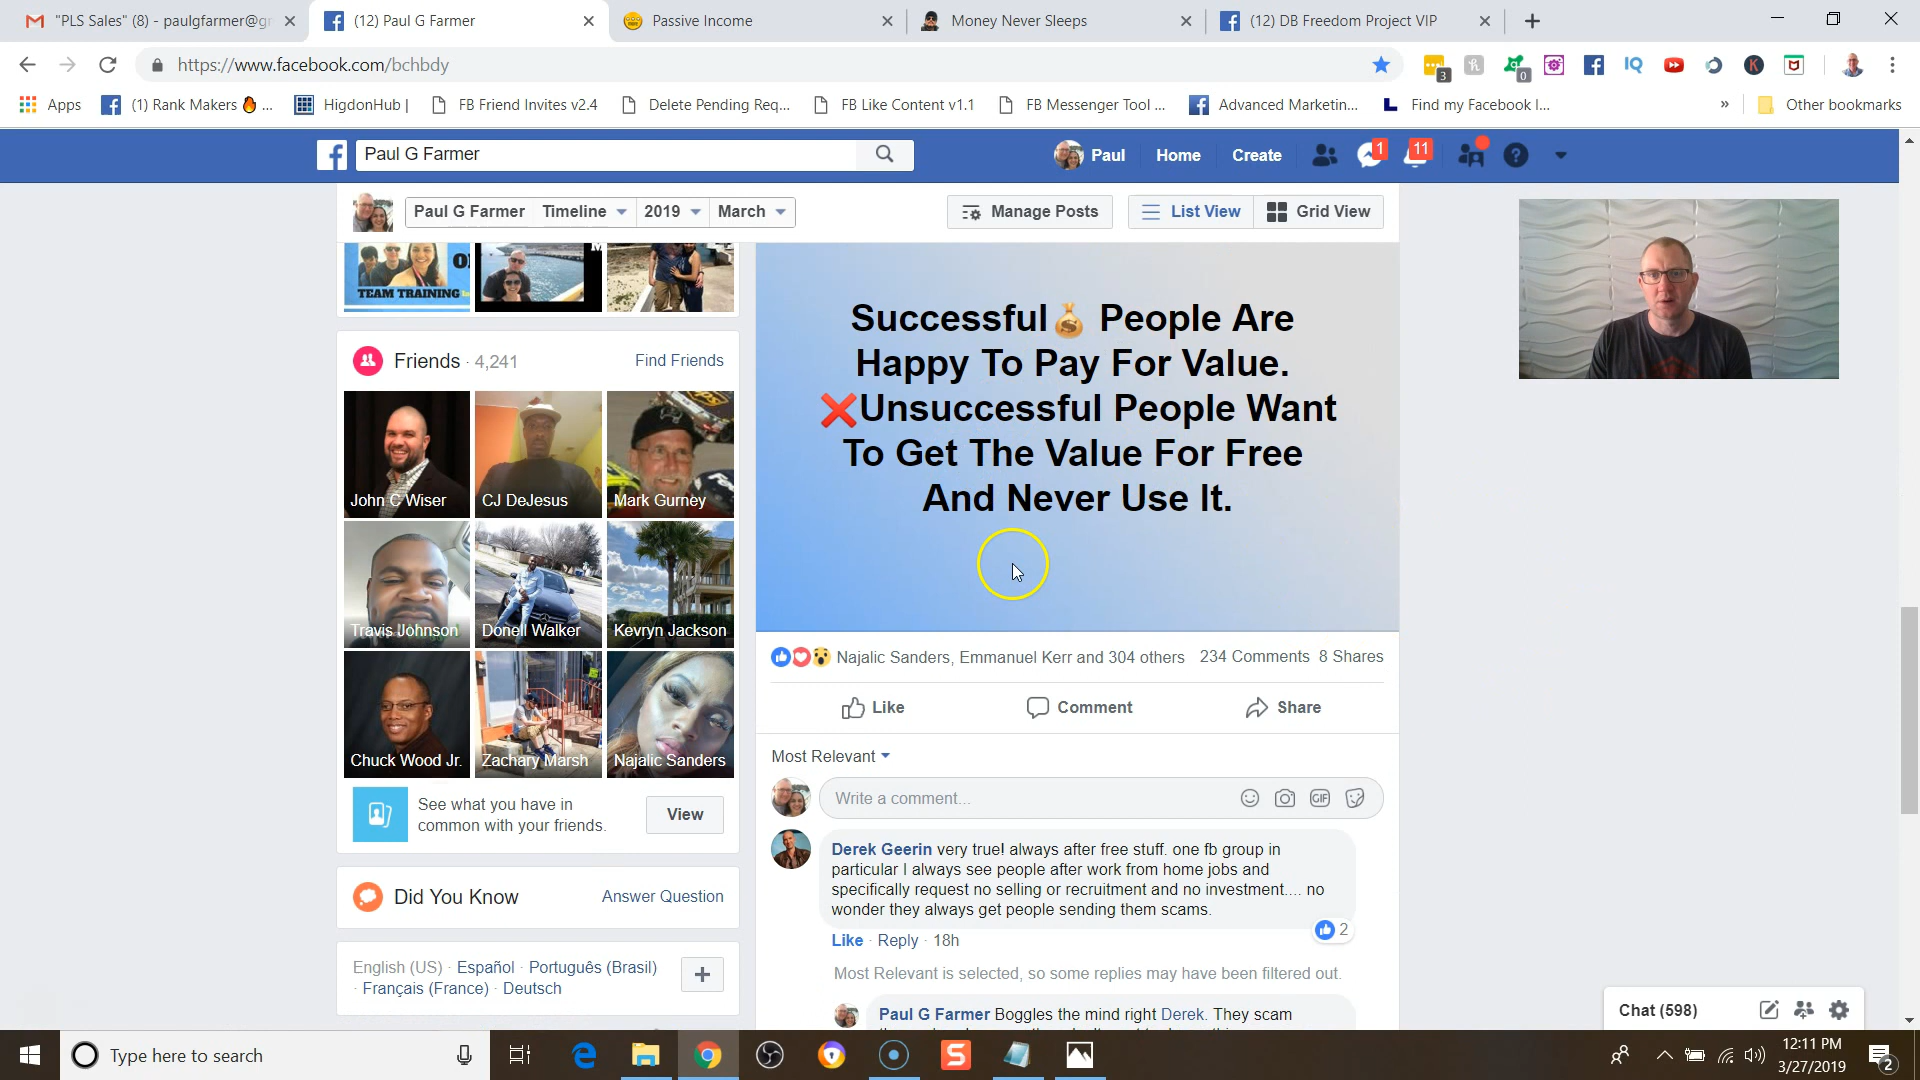 "PLS Sales" (8) - paulgfarmer@gr
(12) Paul G Farmer
Passive Income
Money Never Sleeps
(12) DB Freedom Project VIP
https://www.facebook.com/bchbdy
3
0
IQ
K
Apps
(1) Rank Makers🔥 ...
HigdonHub |
FB Friend Invites v2.4
Delete Pending Req...
FB Like Content v1.1
FB Messenger Tool ...
Advanced Marketin...
Find my Facebook I...
»
Other bookmarks
Paul G Farmer
Paul
Home
Create
1
11
Paul G Farmer
Timeline
2019
March
Manage Posts
List View
Grid View
TEAM TRAINING
Friends · 4,241
Find Friends
John C Wiser
CJ DeJesus
Mark Gurney
Travis Johnson
Donell Walker
Kevryn Jackson
Chuck Wood Jr.
Zachary Marsh
Najalic Sanders
See what you have in
common with your friends.
View
Did You Know
Answer Question
English (US) · Español · Português (Brasil)
· Français (France) · Deutsch
Successful💰 People Are
Happy To Pay For Value.
❌Unsuccessful People Want
To Get The Value For Free
And Never Use It.
Najalic Sanders, Emmanuel Kerr and 304 others
234 Comments 8 Shares
Like
Comment
Share
Most Relevant
Write a comment...
GIF
Derek Geerin very true! always after free stuff. one fb group in
particular I always see people after work from home jobs and
specifically request no selling or recruitment and no investment.... no
wonder they always get people sending them scams.
2
Like · Reply · 18h
Most Relevant is selected, so some replies may have been filtered out.
Paul G Farmer Boggles the mind right Derek. They scam
Chat (598)
Type here to search
12:11 PM
3/27/2019
2